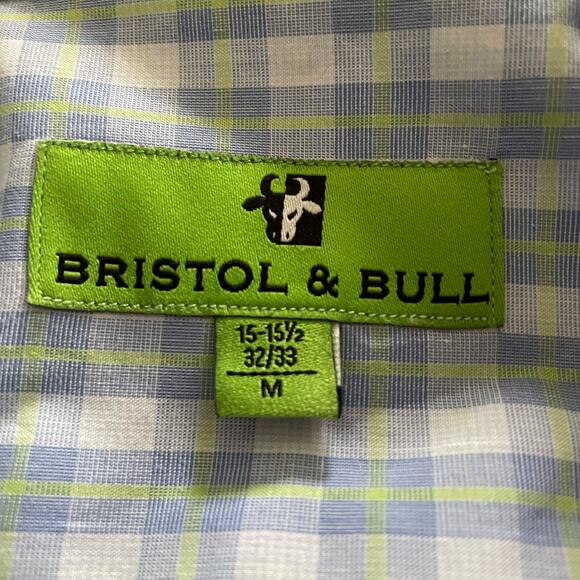 BRISTOL & BULL
15-15½
32/33
M